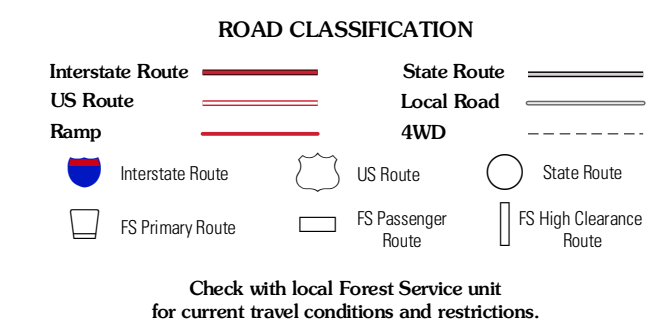 ROAD CLASSIFICATION
Interstate Route
State Route
US Route
Local Road
Ramp
4WD
Interstate Route
US Route
State Route
FS Primary Route
FS Passenger
Route
FS High Clearance
Route
Check with local Forest Service unit
for current travel conditions and restrictions.